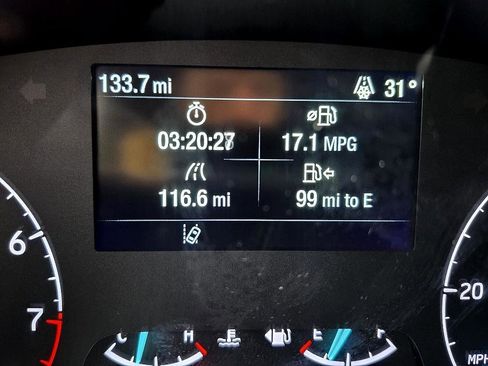 133.7 mi 31°
03:20:27 17.1 MPG
116.6 mi 99 mi to E
6
7
20
C H E F
MPH